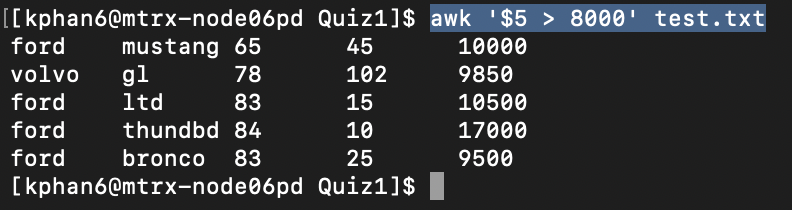 [[kphan6@mtrx-node06pd Quiz1]$ awk '$5 > 8000' test.txt
ford    mustang 65      45      10000
volvo   gl      78      102     9850
ford    ltd     83      15      10500
ford    thundbd 84      10      17000
ford    bronco  83      25      9500
[kphan6@mtrx-node06pd Quiz1]$